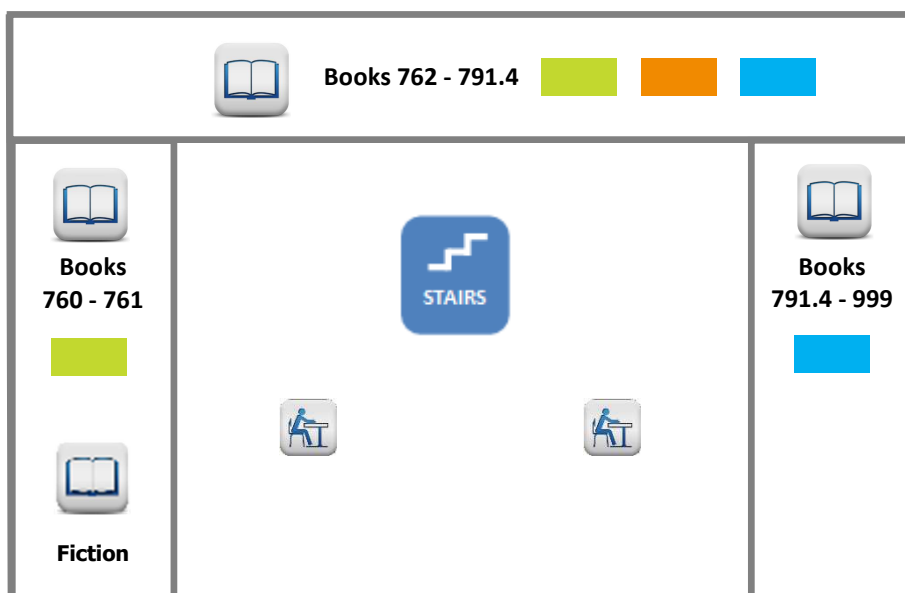 Books 762 - 791.4
Books
760 - 761
Fiction
STAIRS
Books
791.4 - 999